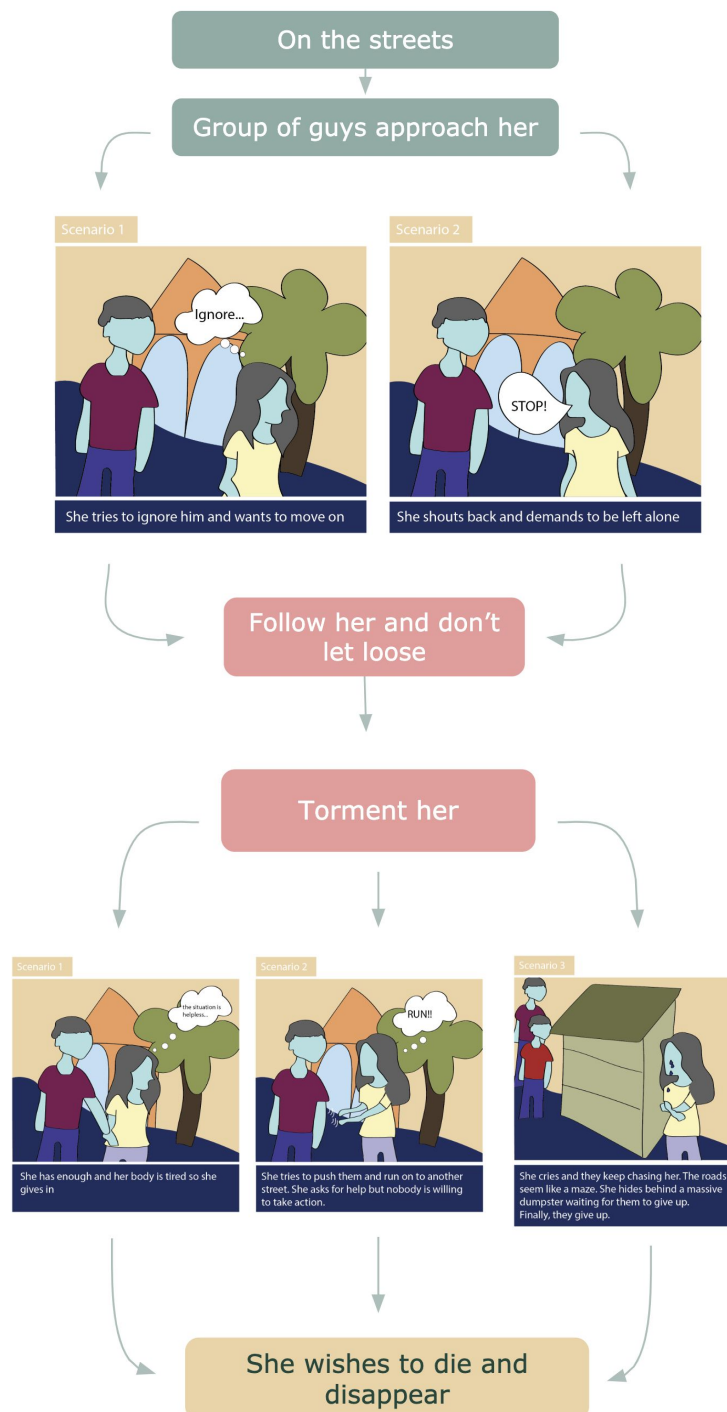 On the streets
Group of guys approach her
Scenario 1
Ignore...
She tries to ignore him and wants to move on
Scenario 2
STOP!
She shouts back and demands to be left alone
Follow her and don’t
let loose
Torment her
Scenario 1
the situation is
helpless...
She has enough and her body is tired so she
gives in
Scenario 2
RUN!!
She tries to push them and run on to another
street. She asks for help but nobody is willing
to take action.
Scenario 3
She cries and they keep chasing her. The roads
seem like a maze. She hides behind a massive
dumpster waiting for them to give up.
Finally, they give up.
She wishes to die and
disappear